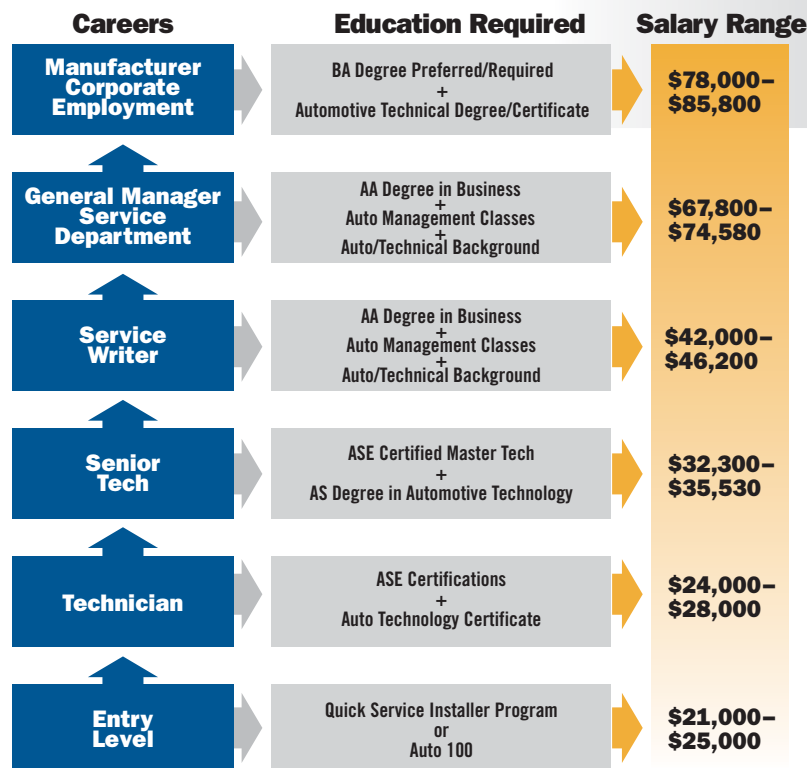 Careers
Education Required
Salary Range
Manufacturer
Corporate
Employment
BA Degree Preferred/Required
+
Automotive Technical Degree/Certificate
$78,000–
$85,800
General Manager
Service
Department
AA Degree in Business
+
Auto Management Classes
+
Auto/Technical Background
$67,800–
$74,580
Service
Writer
AA Degree in Business
+
Auto Management Classes
+
Auto/Technical Background
$42,000–
$46,200
Senior
Tech
ASE Certified Master Tech
+
AS Degree in Automotive Technology
$32,300–
$35,530
Technician
ASE Certifications
+
Auto Technology Certificate
$24,000–
$28,000
Entry
Level
Quick Service Installer Program
or
Auto 100
$21,000–
$25,000